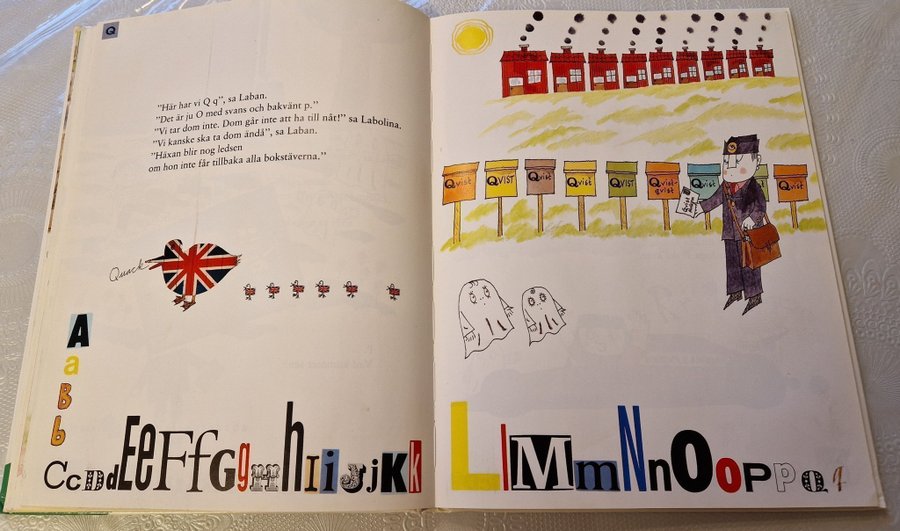 Q
"Här har vi Q q", sa Laban.
"Det är ju O med svans och bakvänt p."
"Vi tar dom inte. Dom går inte att ha till nåt!" sa Labolina.
"Vi kanske ska ta dom ändå", sa Laban.
"Häxan blir nog ledsen
om hon inte får tillbaka alla bokstäverna."
Quack
A
a
B
b
C c D d E e F f G g H h I i J j K k
Qvist Qvist Qvist Qvist Qvist Qvist-qvist Qvist Qvist
L l M m N n O o P p Q q